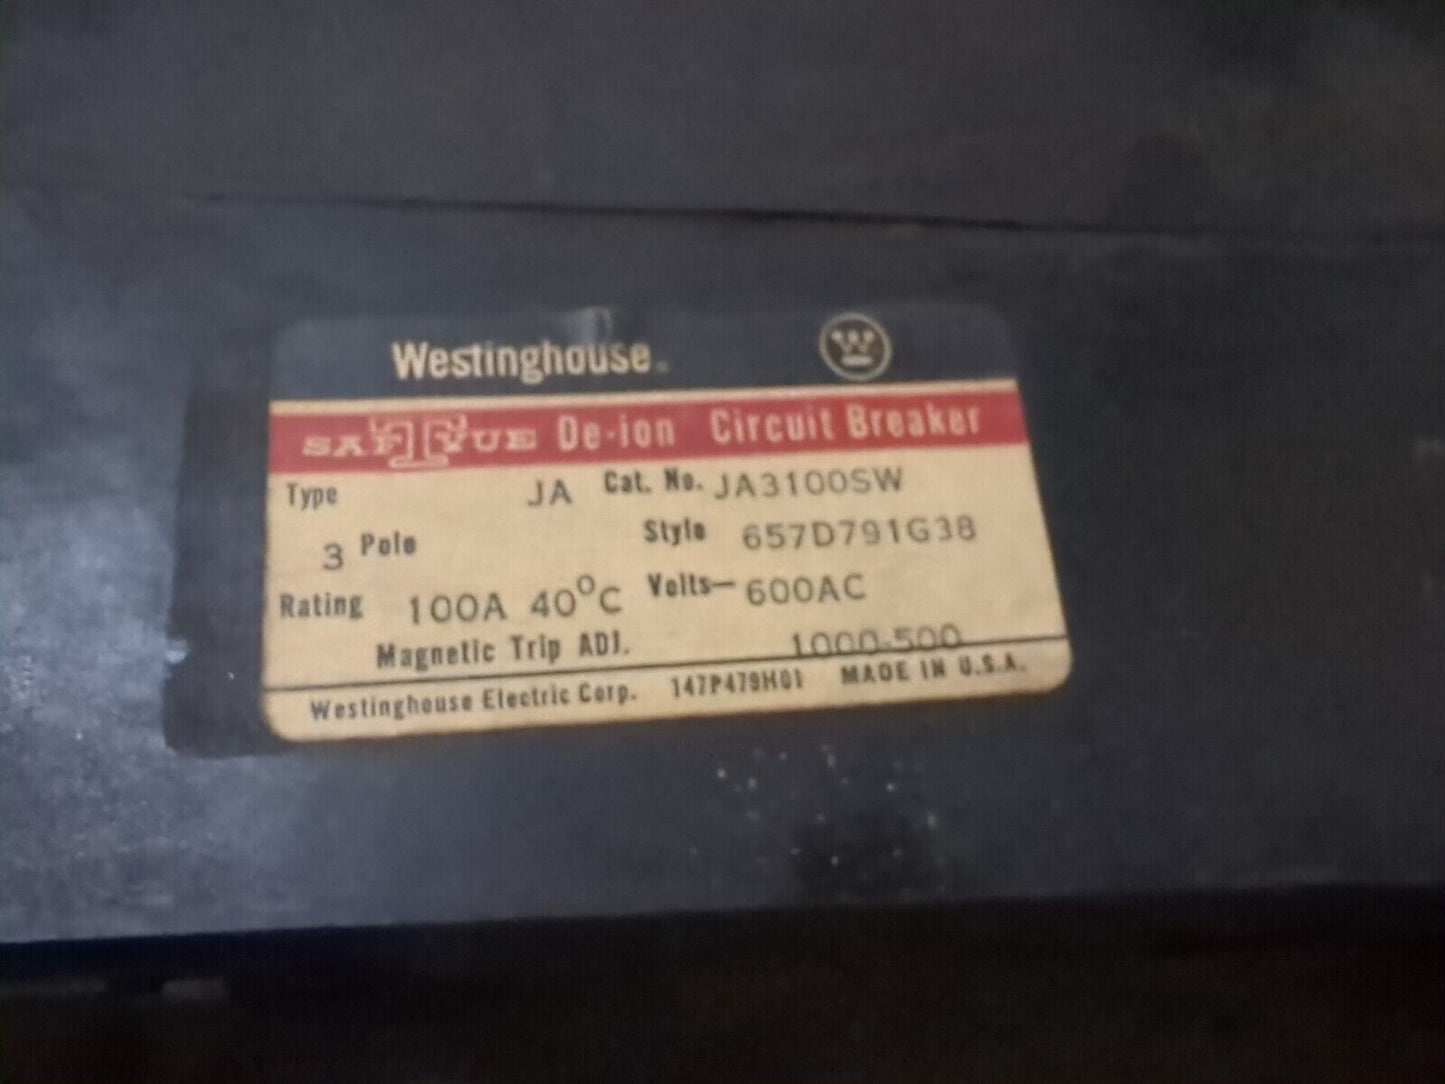 Westinghouse
W
SAF-T-VUE De-ion Circuit Breaker
Type JA Cat. No. JA3100SW
3 Pole Style 657D791G38
Rating 100A 40°C Volts— 600AC
Magnetic Trip ADJ. 1000-500
Westinghouse Electric Corp. 147P479H01 MADE IN U.S.A.